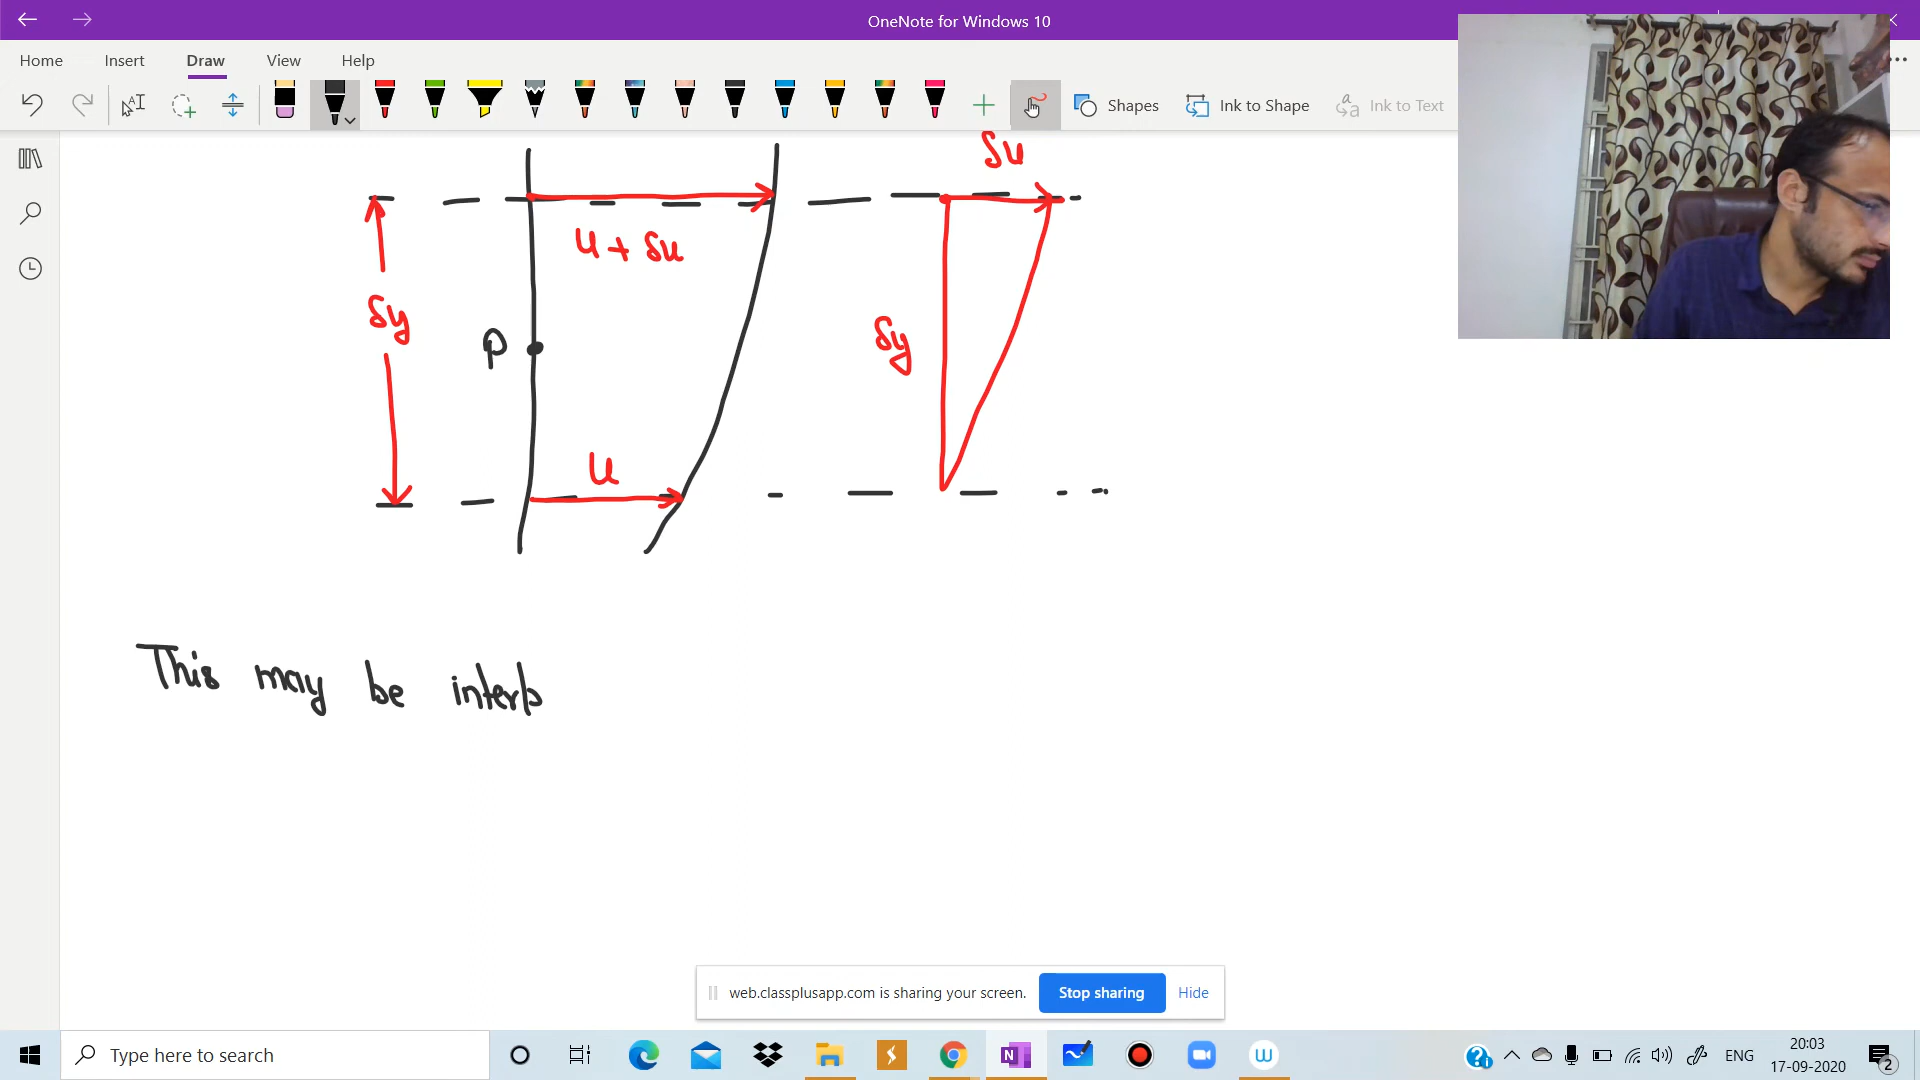 OneNote for Windows 10
Home Insert Draw View Help
Shapes Ink to Shape Ink to Text
δu
u + δu
δy
P
δy
u
This may be interp
web.classplusapp.com is sharing your screen. Stop sharing Hide
Type here to search
ENG
20:03
17-09-2020
2